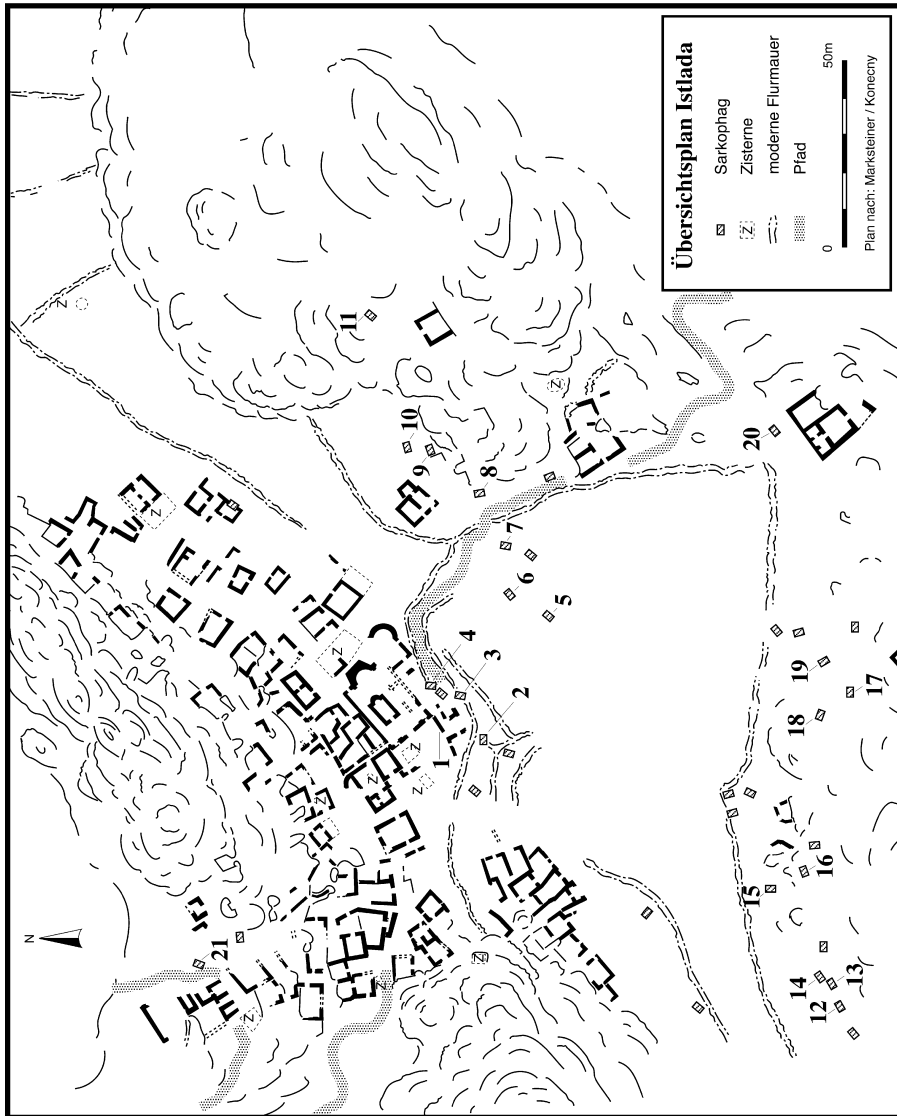 Übersichtsplan Istlada
Sarkophag
Z
Zisterne
moderne Flurmauer
Pfad
0
50m
Plan nach: Marksteiner / Konecny
N
Z
Z
Z
Z
Z
Z
Z
Z
Z
Z
Z
1
2
3
4
5
6
7
8
9
10
11
12
13
14
15
16
17
18
19
20
21